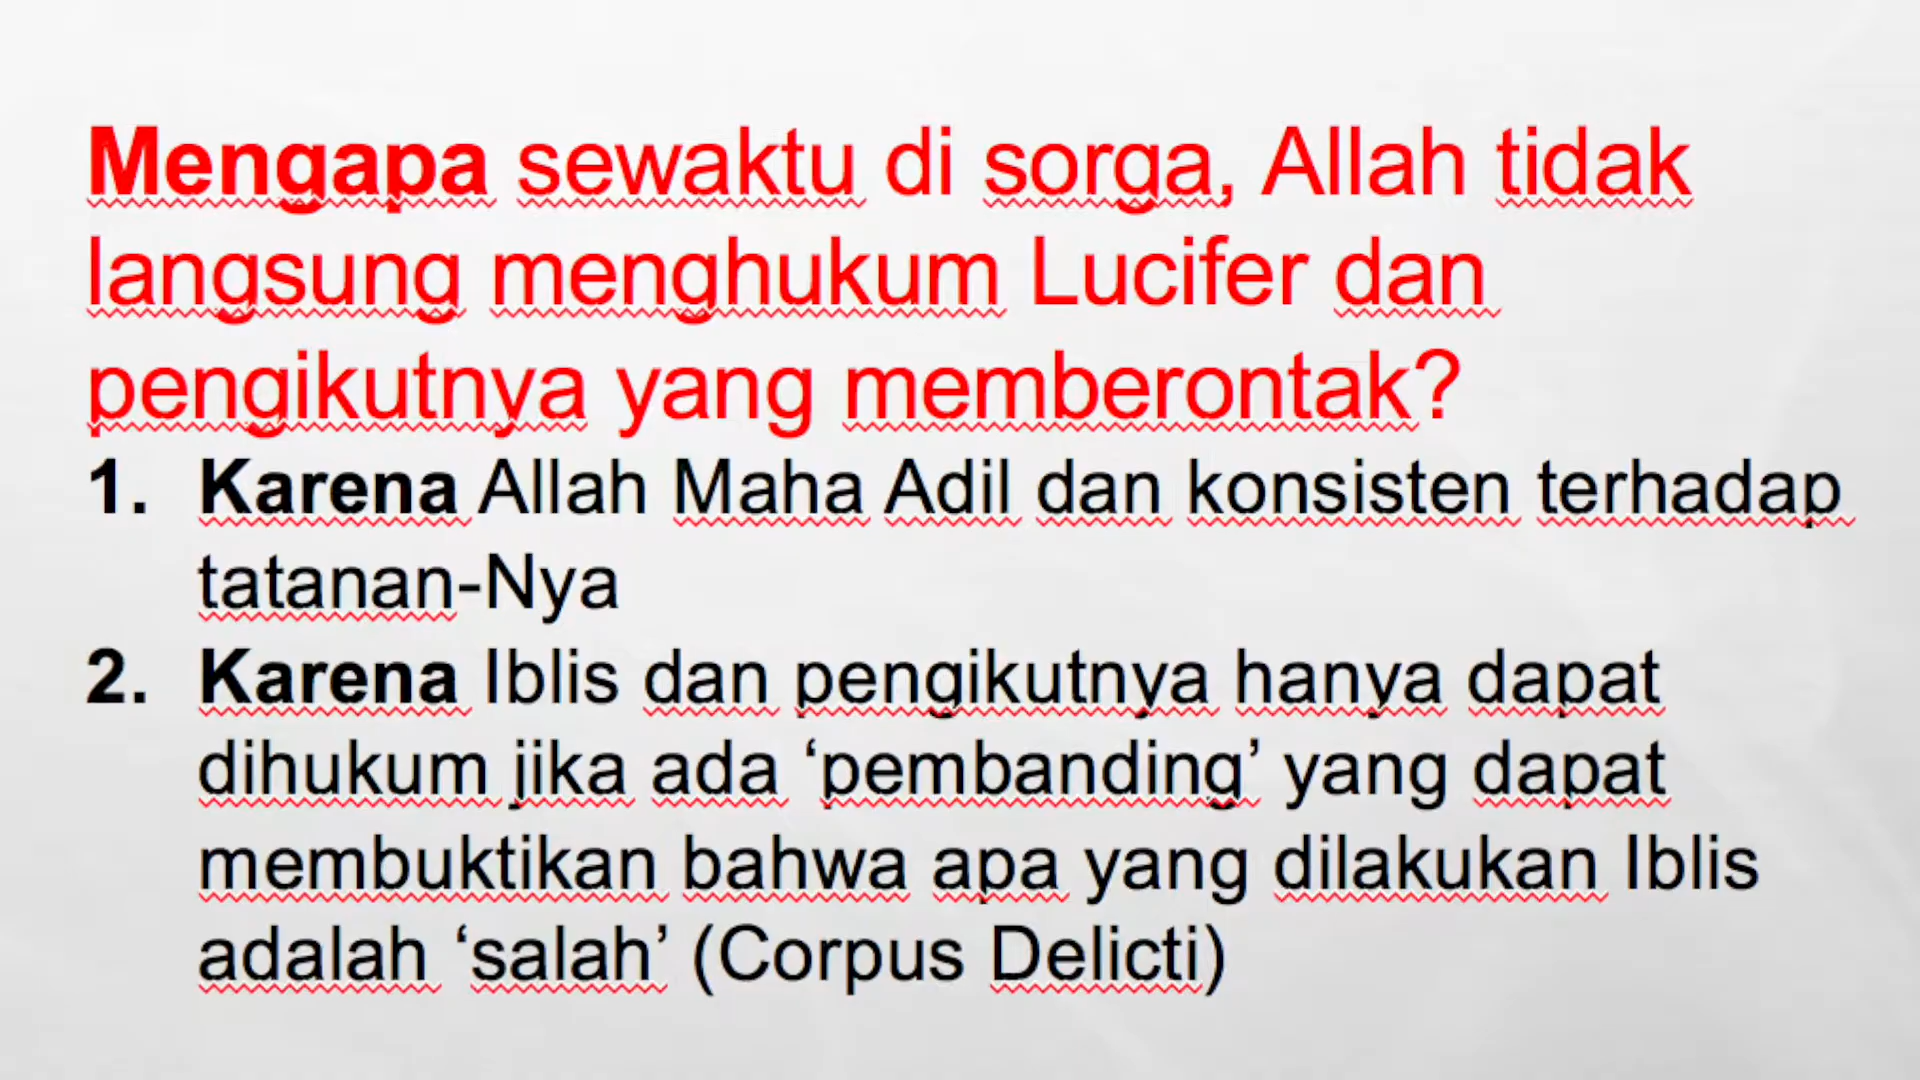 Mengapa sewaktu di sorga, Allah tidak
langsung menghukum Lucifer dan
pengikutnya yang memberontak?
1. Karena Allah Maha Adil dan konsisten terhadap
tatanan-Nya
2. Karena Iblis dan pengikutnya hanya dapat
dihukum jika ada ‘pembanding’ yang dapat
membuktikan bahwa apa yang dilakukan Iblis
adalah ‘salah’ (Corpus Delicti)